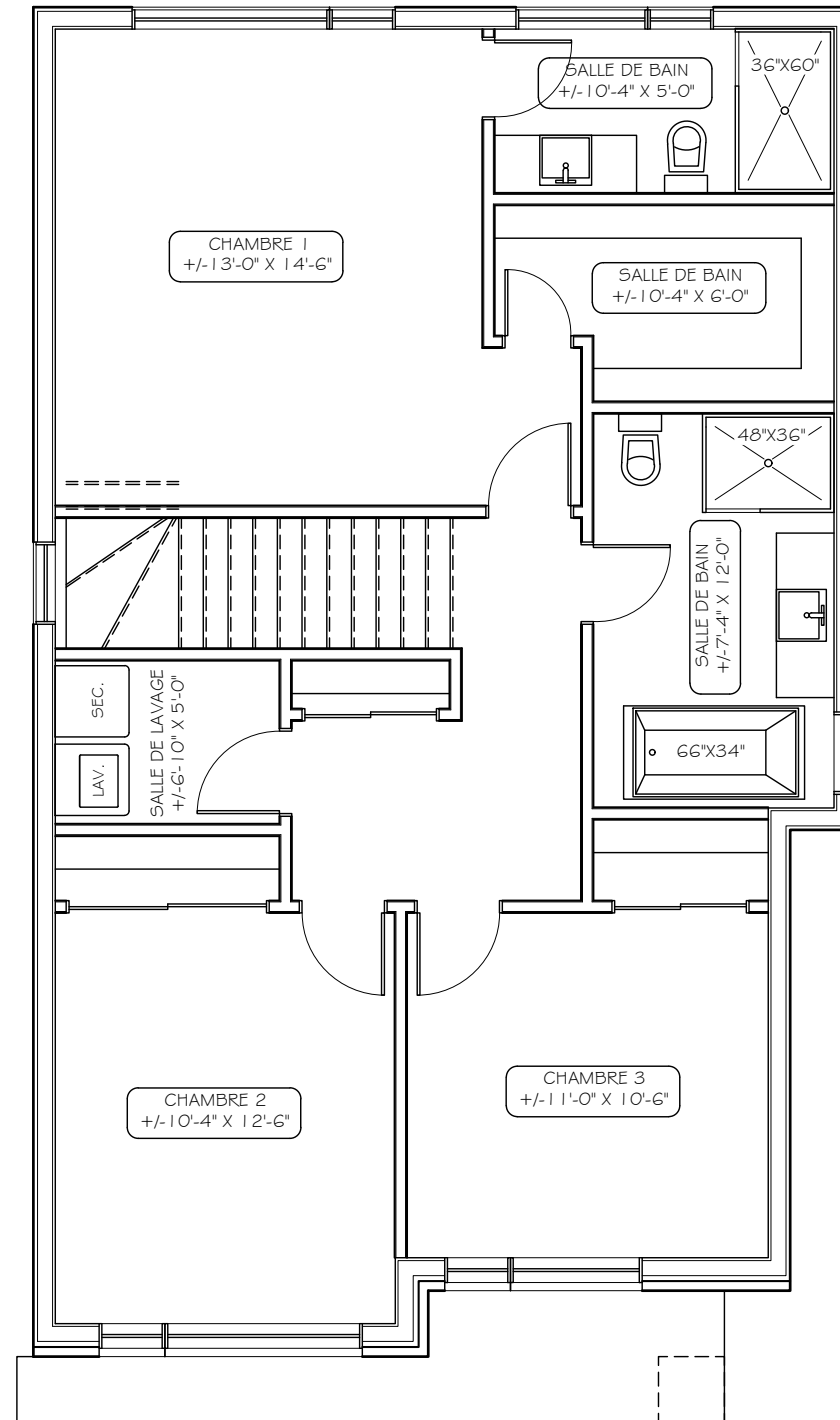 SALLE DE BAIN
+/-10'-4" X 5'-0"
36"X60"
CHAMBRE 1
+/-13'-0" X 14'-6"
SALLE DE BAIN
+/-10'-4" X 6'-0"
48"X36"
SALLE DE BAIN
+/-7'-4" X 12'-0"
SEC.
LAV.
SALLE DE LAVAGE
+/-6'-10" X 5'-0"
66"X34"
CHAMBRE 2
+/-10'-4" X 12'-6"
CHAMBRE 3
+/-11'-0" X 10'-6"